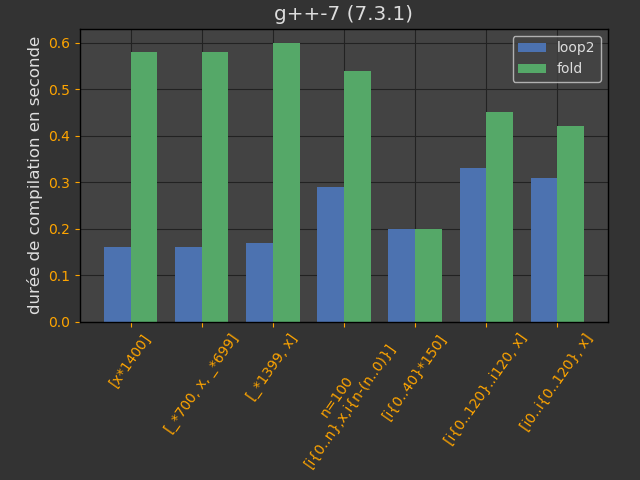 g++-7 (7.3.1)
loop2
fold
durée de compilation en seconde
0.6
0.5
0.4
0.3
0.2
0.1
0.0
[x*1400]
[_*700, x, _*699]
[_*1399, x]
n=100
[i{0..n},x,i{n-(n..0)}]
[i{0..40}*150]
[i{0..120}..i120, x]
[i0..i{0..120}, x]